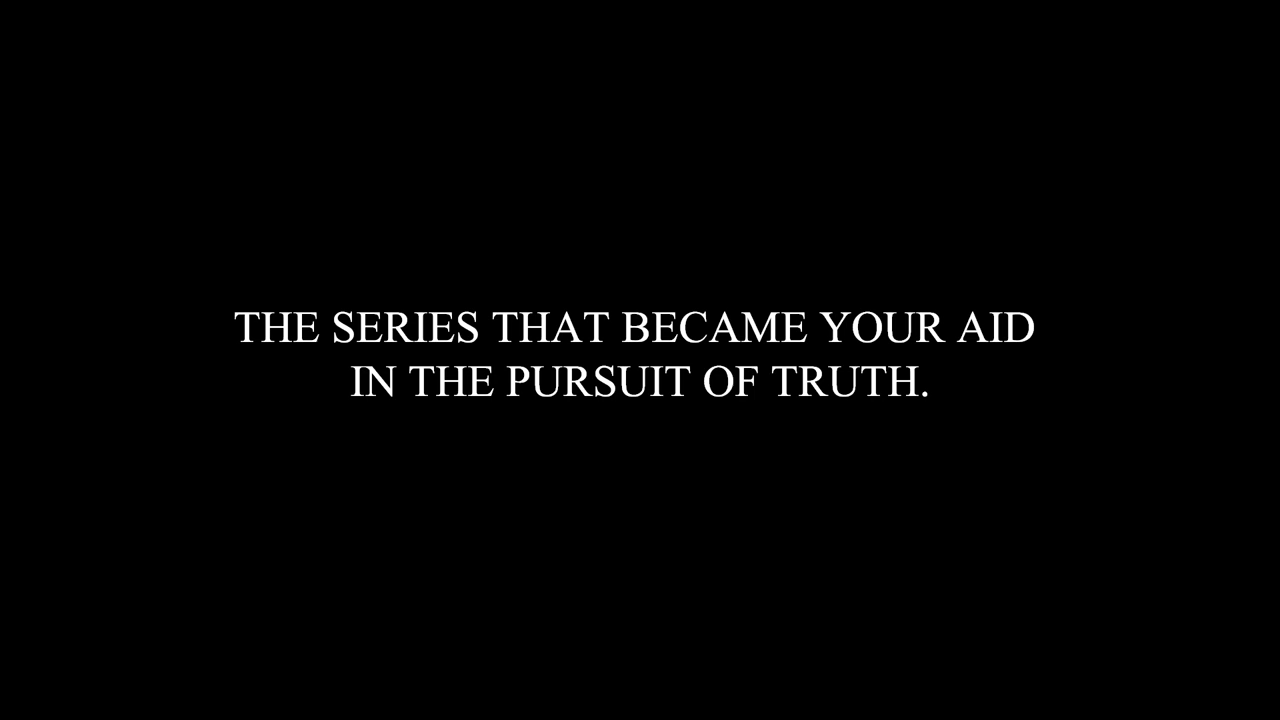 THE SERIES THAT BECAME YOUR AID
IN THE PURSUIT OF TRUTH.